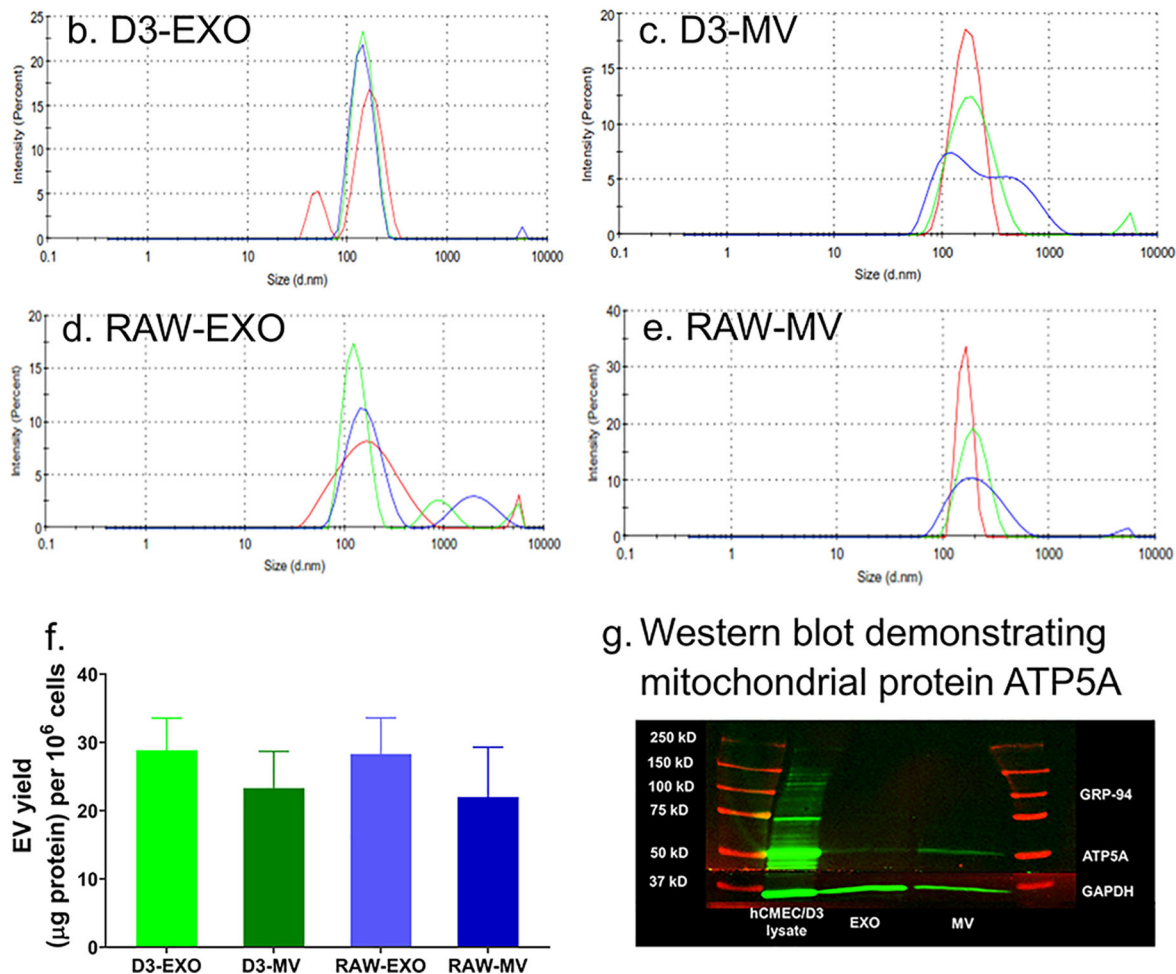 b. D3-EXO
Intensity (Percent)
25
20
15
10
5
0
0.1 1 10 100 1000 10000
Size (d.nm)
c. D3-MV
Intensity (Percent)
20
15
10
5
0
0.1 1 10 100 1000 10000
Size (d.nm)
d. RAW-EXO
Intensity (Percent)
20
15
10
5
0
0.1 1 10 100 1000 10000
Size (d.nm)
e. RAW-MV
Intensity (Percent)
40
30
20
10
0
0.1 1 10 100 1000 10000
Size (d.nm)
f.
EV yield
(µg protein) per 10⁶ cells
40
30
20
10
0
D3-EXO D3-MV RAW-EXO RAW-MV
g. Western blot demonstrating
mitochondrial protein ATP5A
250 kD
150 kD
100 kD
75 kD
50 kD
37 kD
GRP-94
ATP5A
GAPDH
hCMEC/D3 EXO MV
lysate